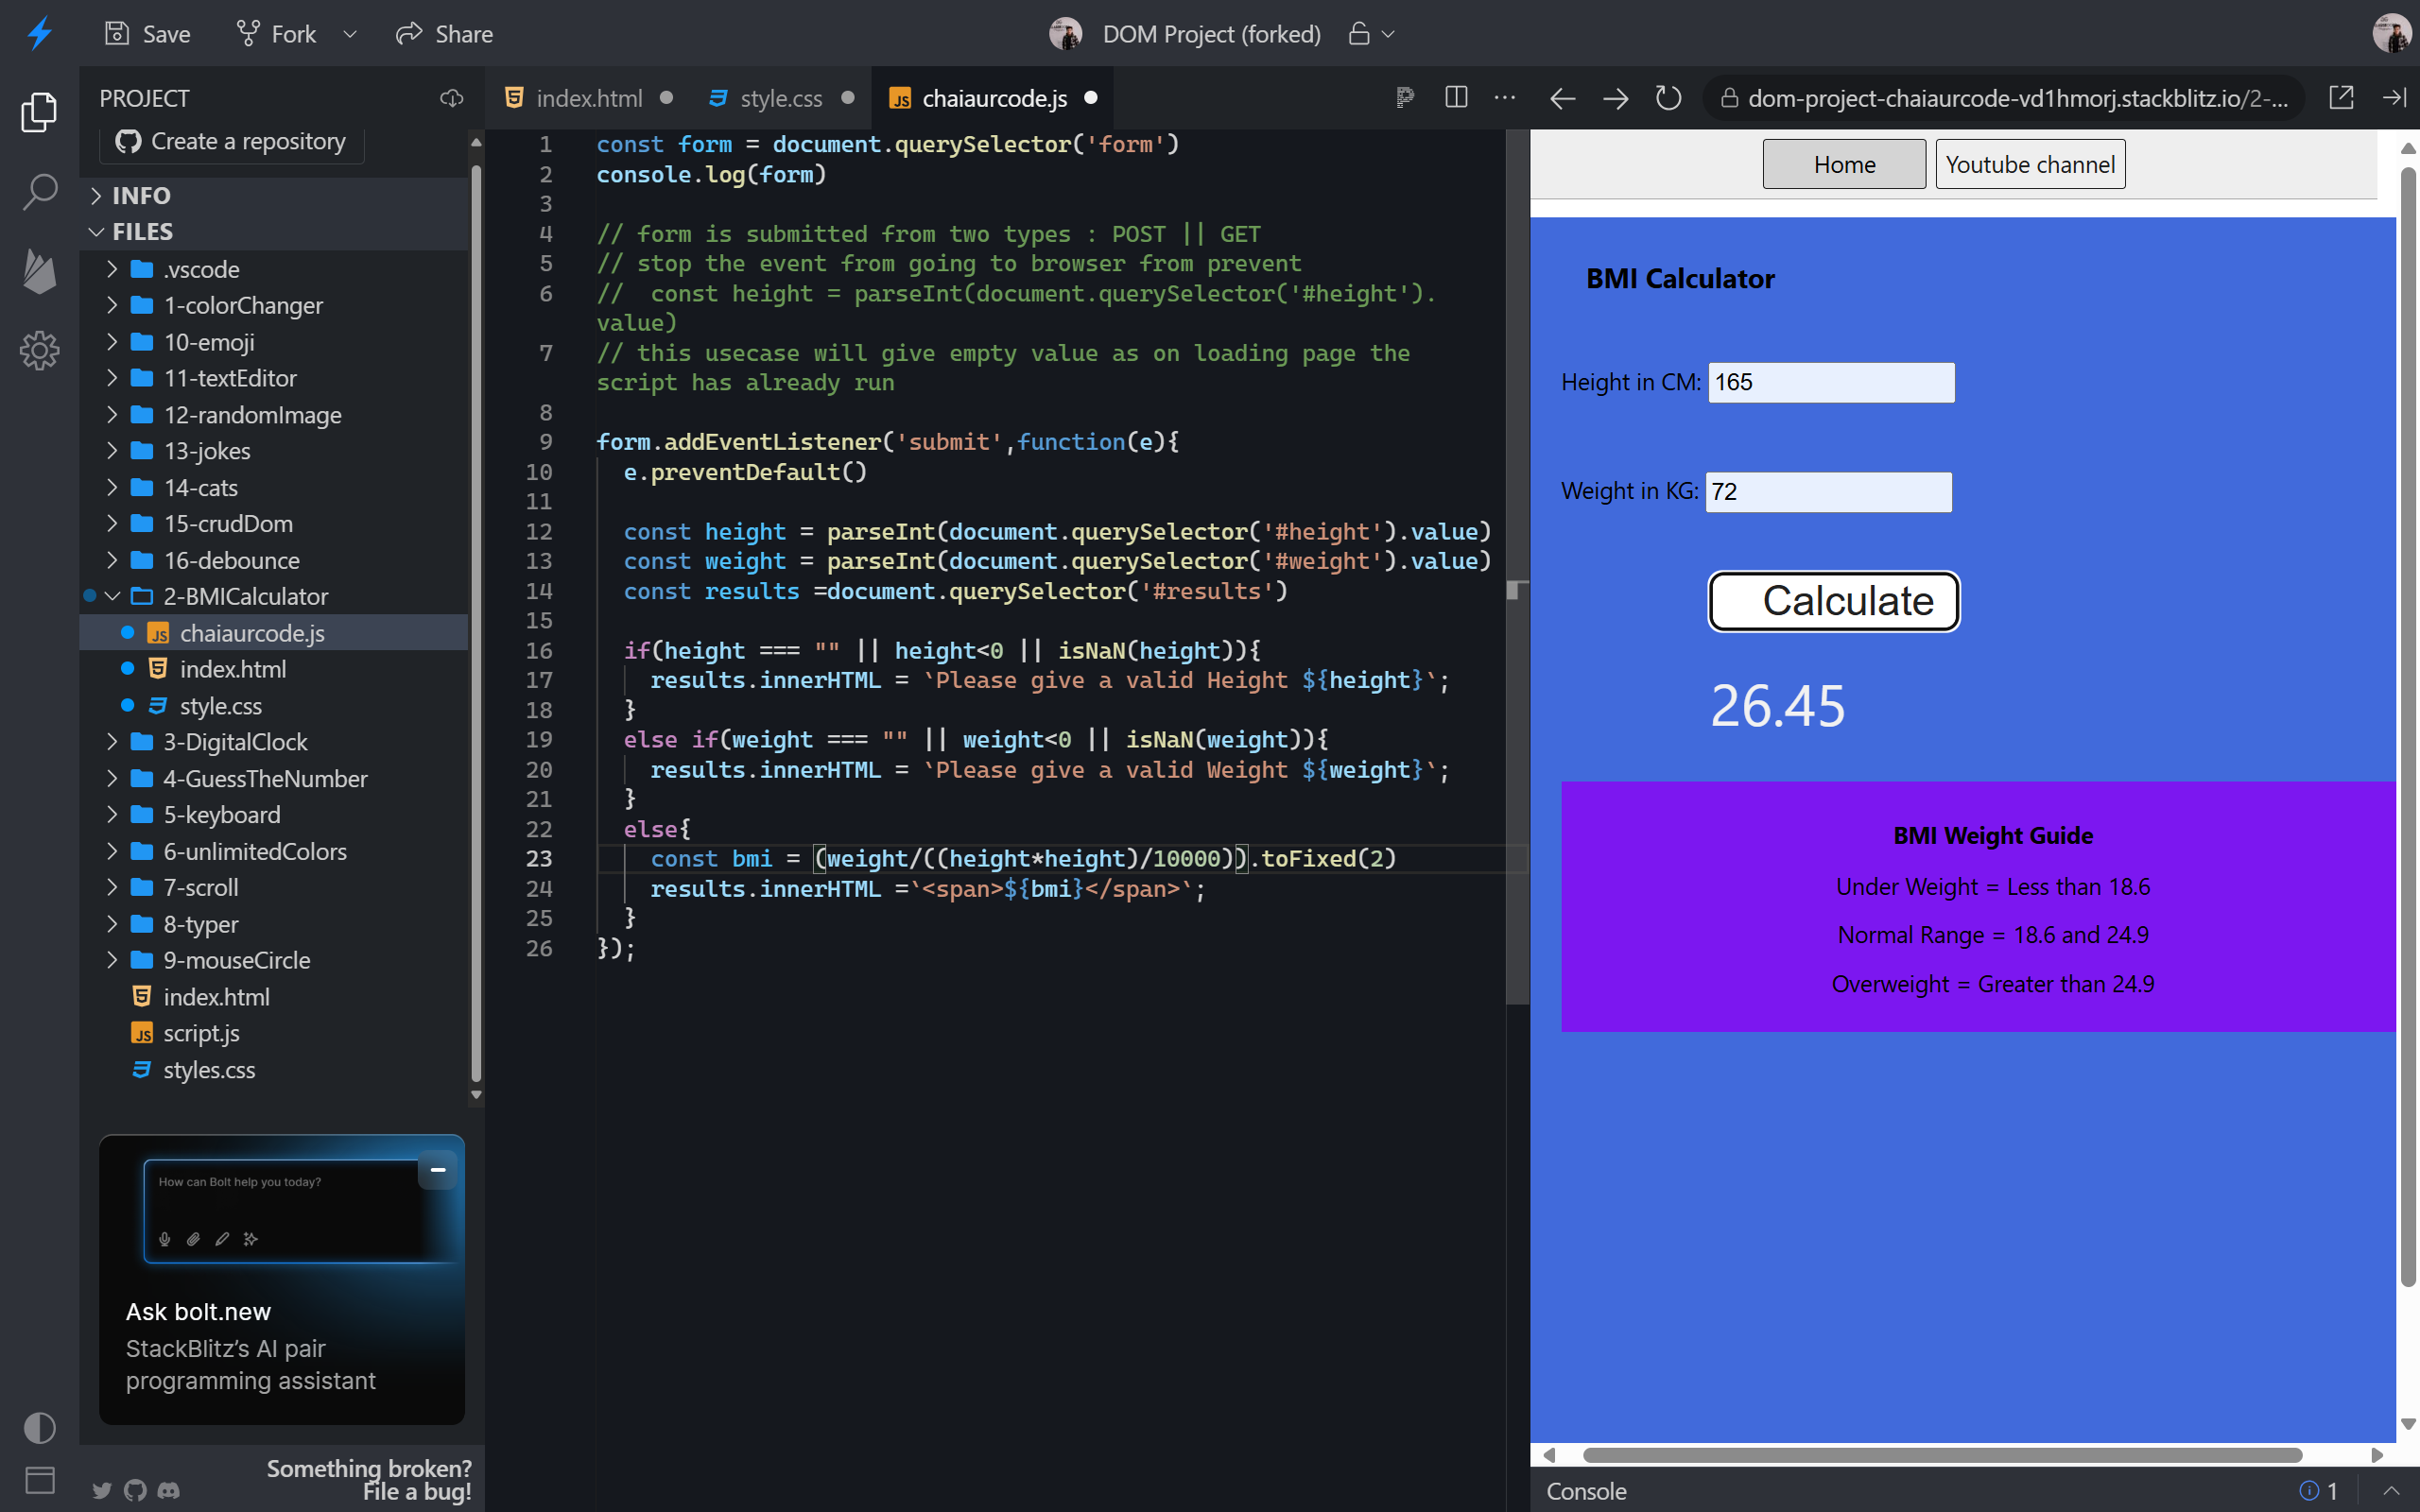 Save Fork Share DOM Project (forked)
PROJECT
Create a repository
INFO
FILES
.vscode
1-colorChanger
10-emoji
11-textEditor
12-randomImage
13-jokes
14-cats
15-crudDom
16-debounce
2-BMICalculator
chaiaurcode.js
index.html
style.css
3-DigitalClock
4-GuessTheNumber
5-keyboard
6-unlimitedColors
7-scroll
8-typer
9-mouseCircle
index.html
script.js
styles.css
How can Bolt help you today?
Ask bolt.new
StackBlitz's AI pair
programming assistant
Something broken?
File a bug!
index.html style.css JS chaiaurcode.js
1 const form = document.querySelector('form')
2 console.log(form)
3
4 // form is submitted from two types : POST || GET
5 // stop the event from going to browser from prevent
6 //  const height = parseInt(document.querySelector('#height').
value)
7 // this usecase will give empty value as on loading page the
script has already run
8
9 form.addEventListener('submit',function(e){
10   e.preventDefault()
11
12   const height = parseInt(document.querySelector('#height').value)
13   const weight = parseInt(document.querySelector('#weight').value)
14   const results =document.querySelector('#results')
15
16   if(height === "" || height<0 || isNaN(height)){
17     results.innerHTML = `Please give a valid Height ${height}`;
18   }
19   else if(weight === "" || weight<0 || isNaN(weight)){
20     results.innerHTML = `Please give a valid Weight ${weight}`;
21   }
22   else{
23     const bmi = (weight/((height*height)/10000)).toFixed(2)
24     results.innerHTML =`<span>${bmi}</span>`;
25   }
26 });
dom-project-chaiaurcode-vd1hmorj.stackblitz.io/2-...
Home Youtube channel
BMI Calculator
Height in CM: 165
Weight in KG: 72
Calculate
26.45
BMI Weight Guide
Under Weight = Less than 18.6
Normal Range = 18.6 and 24.9
Overweight = Greater than 24.9
Console 1